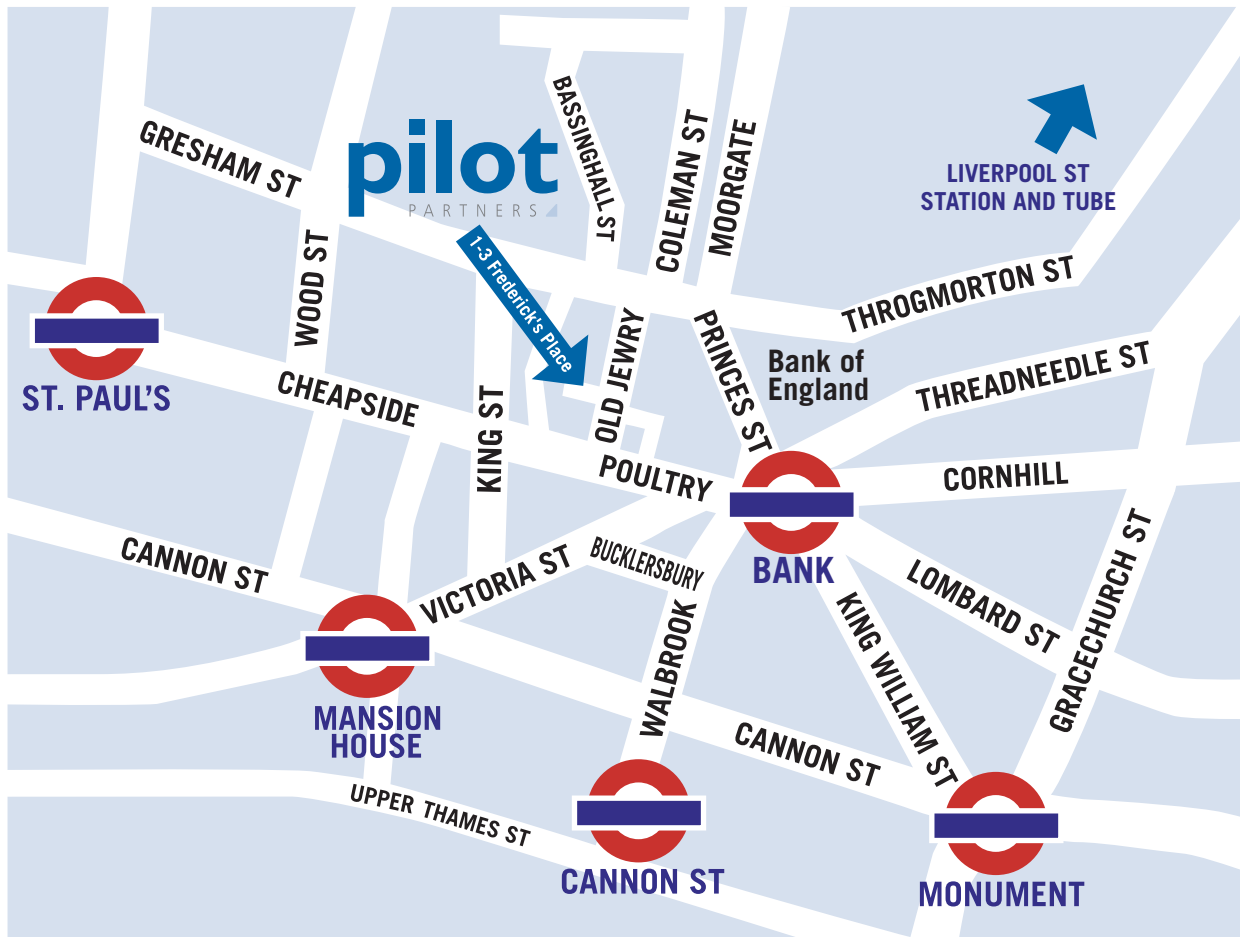 BASSINGHALL ST
COLEMAN ST
MOORGATE
GRESHAM ST
pilot
PARTNERS
1-3 Frederick's Place
LIVERPOOL ST
STATION AND TUBE
WOOD ST
THROGMORTON ST
ST. PAUL'S
CHEAPSIDE
KING ST
OLD JEWRY
PRINCES ST
Bank of
England
THREADNEEDLE ST
POULTRY
CORNHILL
CANNON ST
VICTORIA ST
BUCKLERSBURY
BANK
LOMBARD ST
GRACECHURCH ST
KING WILLIAM ST
WALBROOK
MANSION
HOUSE
CANNON ST
UPPER THAMES ST
CANNON ST
MONUMENT